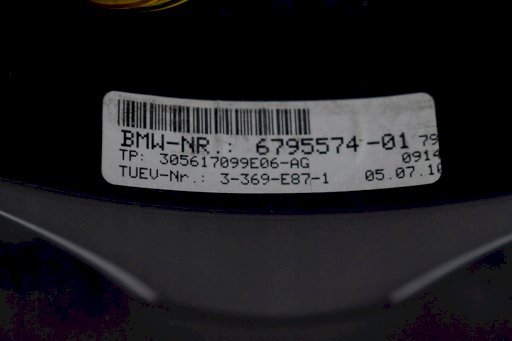 BMW-NR.: 6795574-01 79
TP: 305617099E06-AG 0914
TUEV-Nr.: 3-369-E87-1 05.07.10